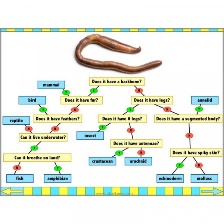 Does it have a backbone?
mammal
Does it have fur?
Does it have legs?
annelid
bird
Does it have feathers?
Does it have 6 legs?
Does it have a segmented body?
reptile
Can it live underwater?
insect
Does it have antennae?
Can it breathe on land?
crustacean
arachnid
Does it have spiky skin?
fish
amphibian
echinoderm
mollusc